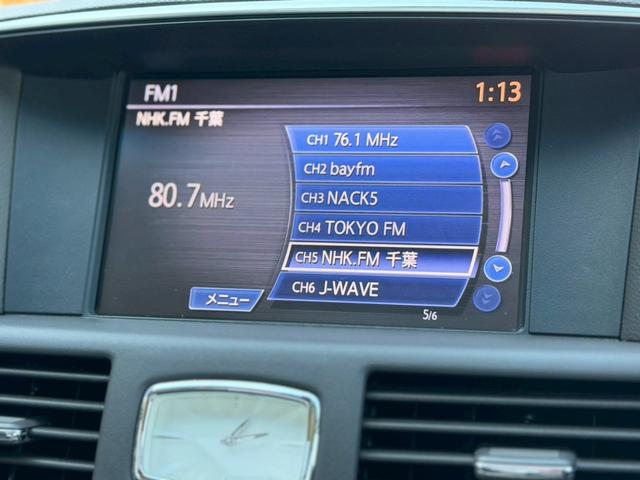 FM1
1:13
NHK.FM 千葉
80.7MHz
CH1 76.1 MHz
CH2 bayfm
CH3 NACK5
CH4 TOKYO FM
CH5 NHK.FM 千葉
CH6 J-WAVE
メニュー
5/6